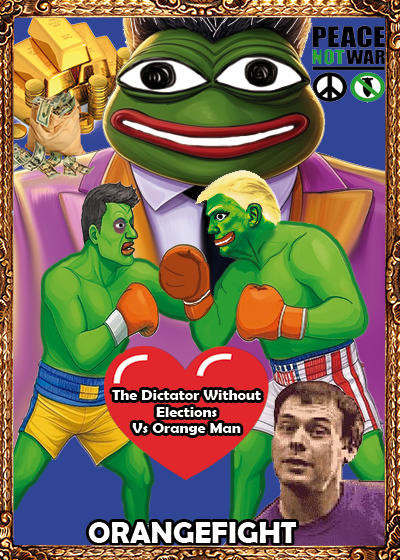 PEACE
NOT WAR
The Dictator Without
Elections
Vs Orange Man
ORANGEFIGHT